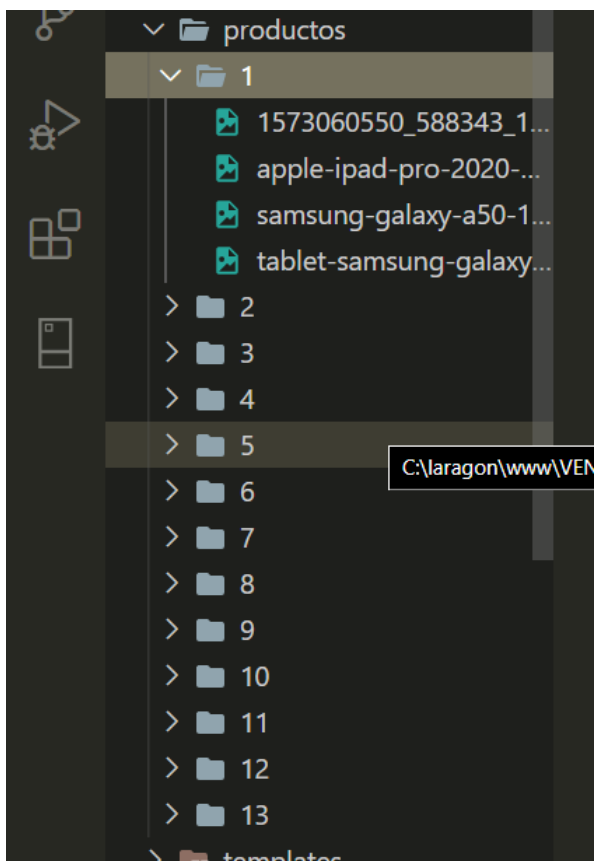 productos
1
1573060550_588343_1...
apple-ipad-pro-2020-...
samsung-galaxy-a50-1...
tablet-samsung-galaxy...
2
3
4
5
C:\laragon\www\VEN
6
7
8
9
10
11
12
13
templates